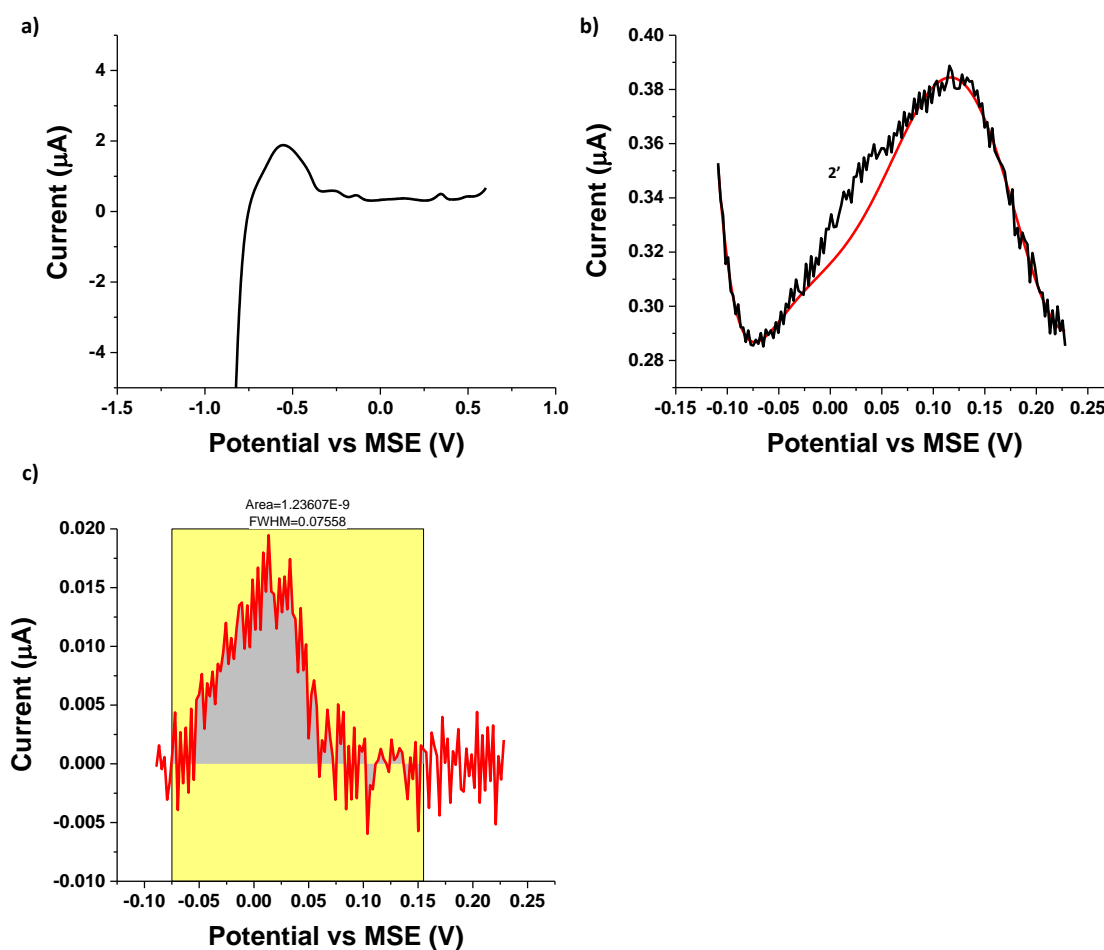 a)
4
2
0
-2
-4
Current (µA)
-1.5 -1.0 -0.5 0.0 0.5 1.0
Potential vs MSE (V)
b)
0.40
0.38
0.36
0.34
0.32
0.30
0.28
Current (µA)
2’
-0.15 -0.10 -0.05 0.00 0.05 0.10 0.15 0.20 0.25
Potential vs MSE (V)
c)
Area=1.23607E-9
FWHM=0.07558
0.020
0.015
0.010
0.005
0.000
-0.005
-0.010
Current (µA)
-0.10 -0.05 0.00 0.05 0.10 0.15 0.20 0.25
Potential vs MSE (V)